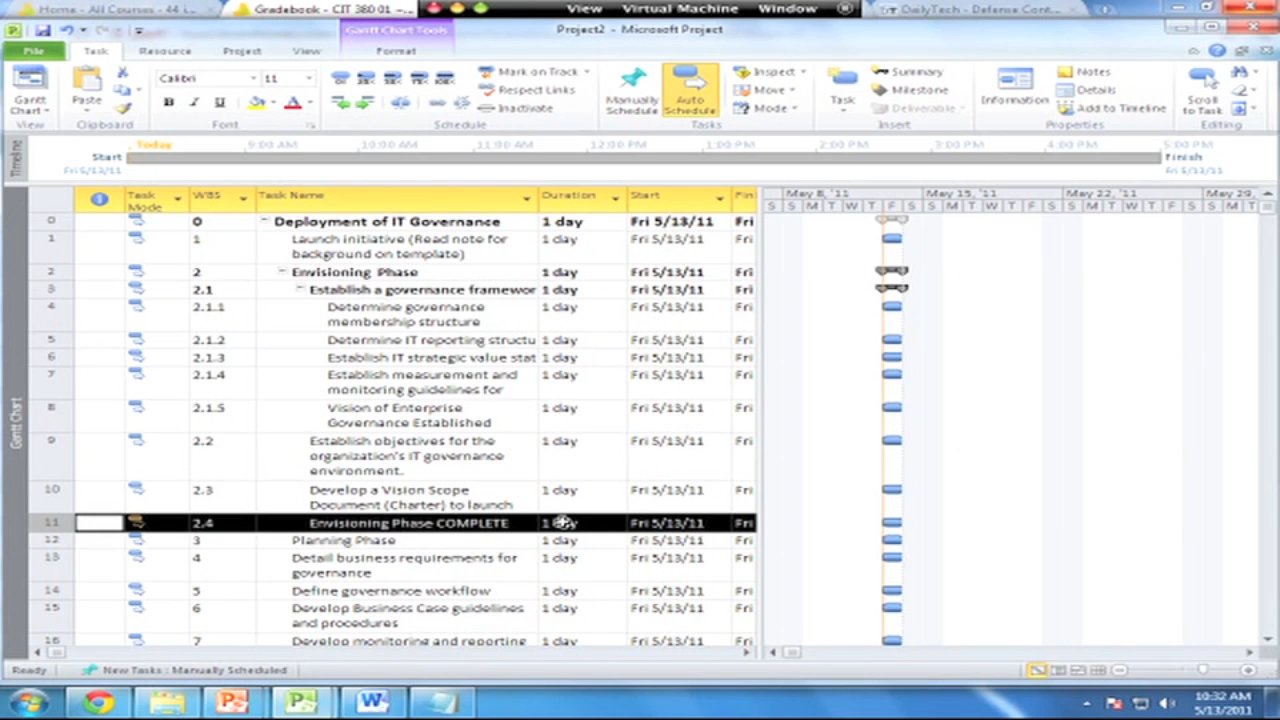 Home - All Courses - 44 i...
Gradebook - CIT 380 01 -...
View Virtual Machine Window
DailyTech - Defense Cont...
Gantt Chart Tools
Project2 - Microsoft Project
File Task Resource Project View Format
Gantt Chart
View
Paste
Clipboard
Calibri 11
B I U
Font
Mark on Track
Respect Links
Inactivate
Schedule
Manually Schedule
Auto Schedule
Inspect
Move
Mode
Tasks
Task
Summary
Milestone
Deliverable
Insert
Information
Notes
Details
Add to Timeline
Properties
Scroll to Task
Editing
Timeline
Today 9:00 AM 10:00 AM 11:00 AM 12:00 PM 1:00 PM 2:00 PM 3:00 PM 4:00 PM 5:00 PM
Start
Fri 5/13/11
Finish
Fri 5/13/11
Task Mode WBS Task Name Duration Start Fin
May 8, '11 May 15, '11 May 22, '11 May 29,
S S M T W T F S S M T W T F S S M T W T F S S M T
Gantt Chart
0 0 Deployment of IT Governance 1 day Fri 5/13/11 Fri
1 1 Launch initiative (Read note for 1 day Fri 5/13/11 Fri
background on template)
2 2 Envisioning Phase 1 day Fri 5/13/11 Fri
3 2.1 Establish a governance framewor 1 day Fri 5/13/11 Fri
4 2.1.1 Determine governance 1 day Fri 5/13/11 Fri
membership structure
5 2.1.2 Determine IT reporting structu 1 day Fri 5/13/11 Fri
6 2.1.3 Establish IT strategic value stat 1 day Fri 5/13/11 Fri
7 2.1.4 Establish measurement and 1 day Fri 5/13/11 Fri
monitoring guidelines for
8 2.1.5 Vision of Enterprise 1 day Fri 5/13/11 Fri
Governance Established
9 2.2 Establish objectives for the 1 day Fri 5/13/11 Fri
organization's IT governance
environment.
10 2.3 Develop a Vision Scope 1 day Fri 5/13/11 Fri
Document (Charter) to launch
11 2.4 Envisioning Phase COMPLETE 1 day Fri 5/13/11 Fri
12 3 Planning Phase 1 day Fri 5/13/11 Fri
13 4 Detail business requirements for 1 day Fri 5/13/11 Fri
governance
14 5 Define governance workflow 1 day Fri 5/13/11 Fri
15 6 Develop Business Case guidelines 1 day Fri 5/13/11 Fri
and procedures
16 7 Develop monitoring and reporting 1 day Fri 5/13/11 Fri
Ready New Tasks : Manually Scheduled
10:32 AM
5/13/2011